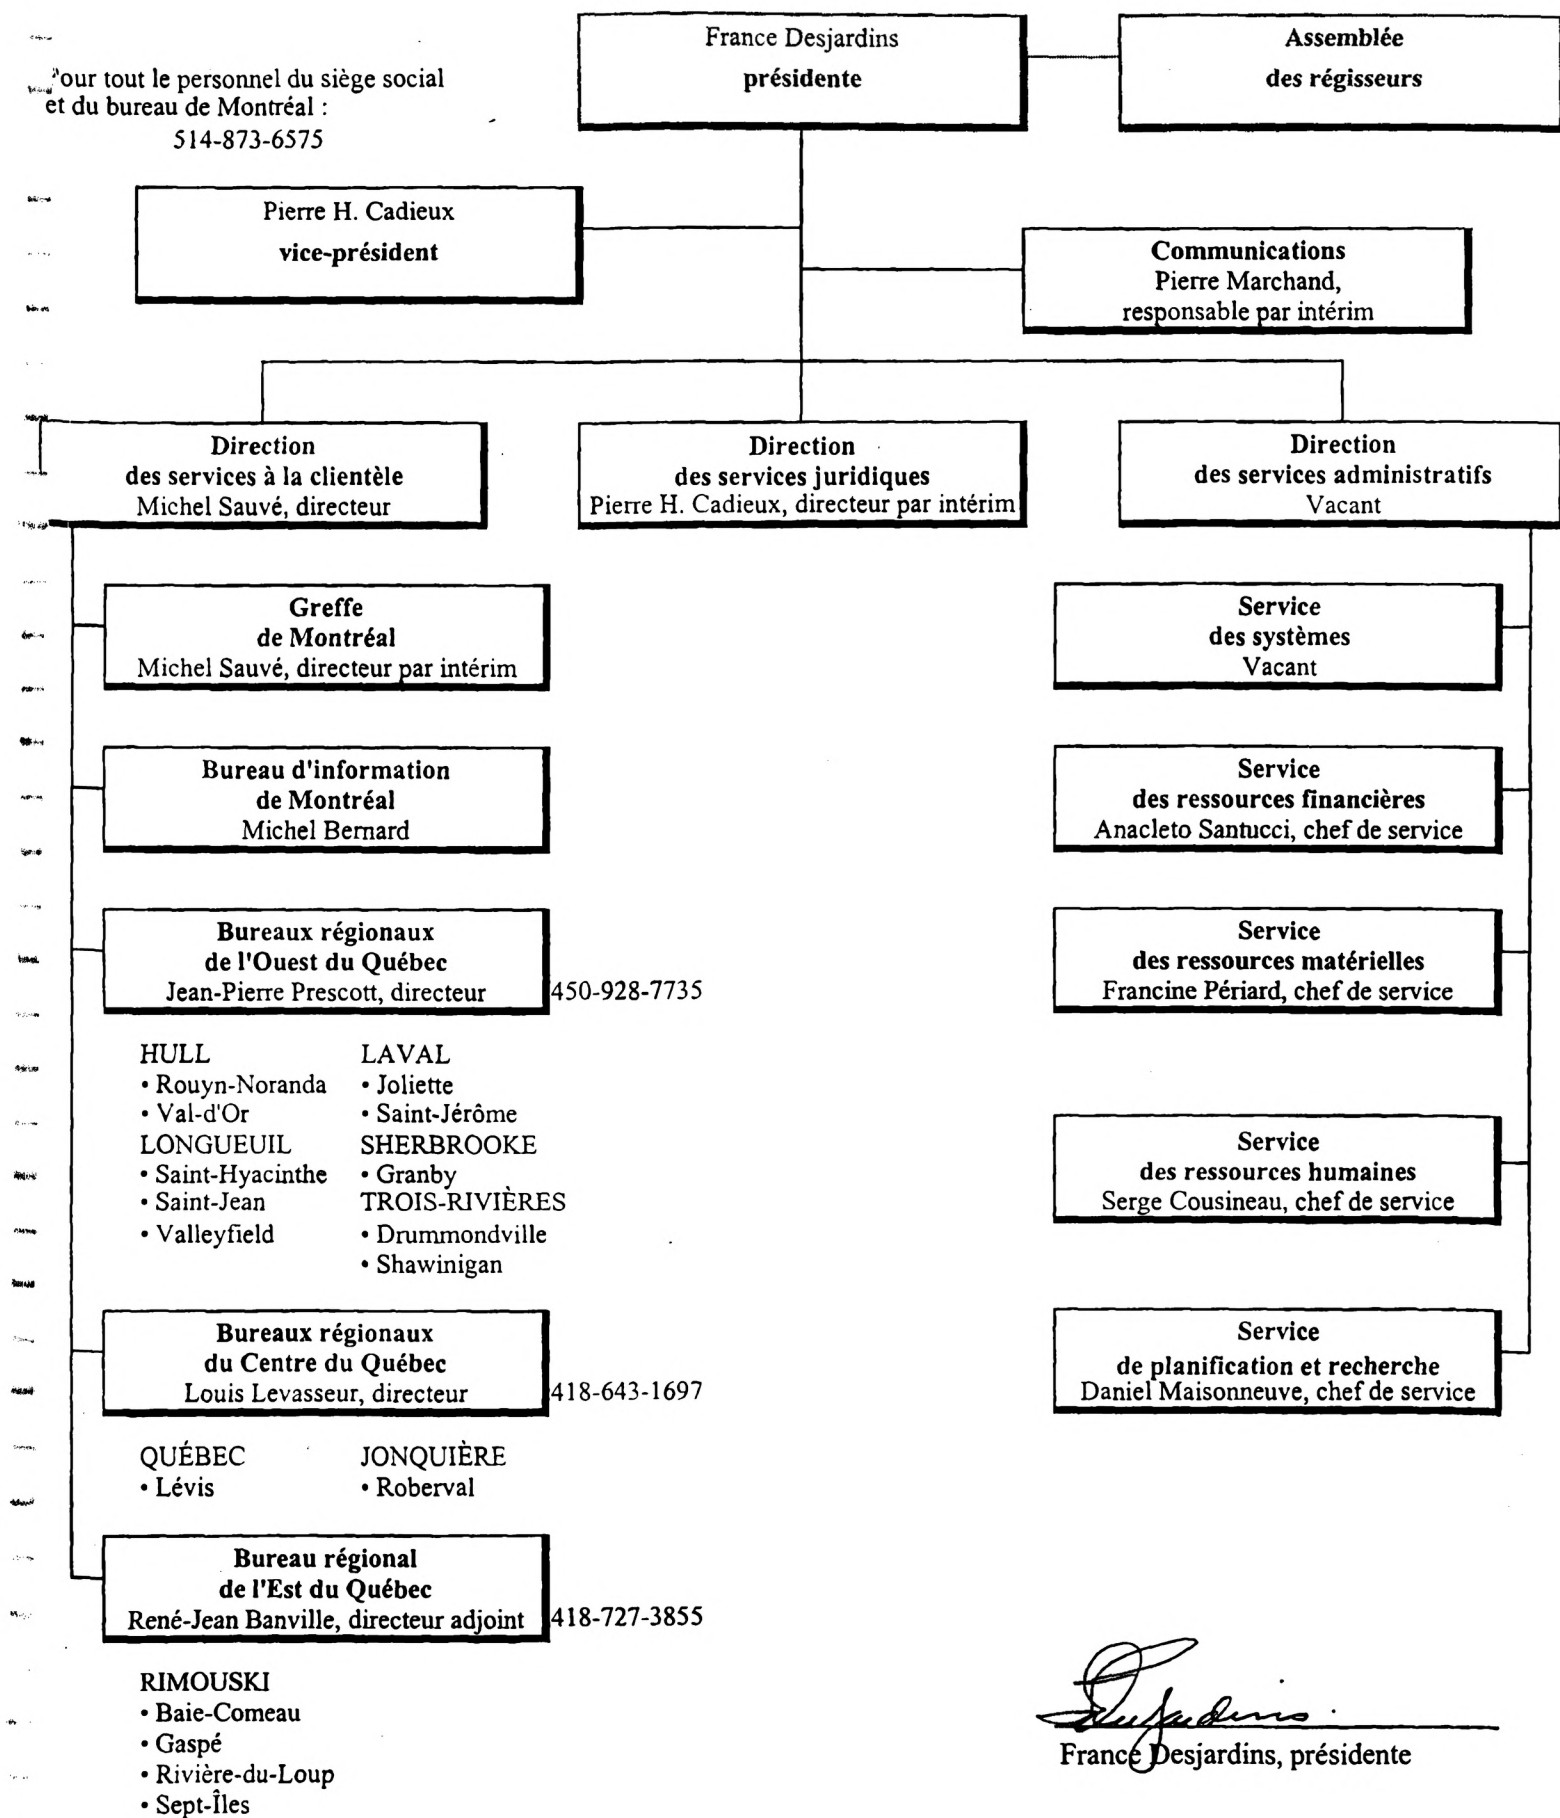 France Desjardins
présidente
Assemblée
des régisseurs
our tout le personnel du siège social
et du bureau de Montréal :
514-873-6575
Pierre H. Cadieux
vice-président
Communications
Pierre Marchand,
responsable par intérim
Direction
des services à la clientèle
Michel Sauvé, directeur
Direction
des services juridiques
Pierre H. Cadieux, directeur par intérim
Direction
des services administratifs
Vacant
Greffe
de Montréal
Michel Sauvé, directeur par intérim
Bureau d'information
de Montréal
Michel Bernard
Bureaux régionaux
de l'Ouest du Québec
Jean-Pierre Prescott, directeur
450-928-7735
HULL
• Rouyn-Noranda
• Val-d'Or
LONGUEUIL
• Saint-Hyacinthe
• Saint-Jean
• Valleyfield
LAVAL
• Joliette
• Saint-Jérôme
SHERBROOKE
• Granby
TROIS-RIVIÈRES
• Drummondville
• Shawinigan
Bureaux régionaux
du Centre du Québec
Louis Levasseur, directeur
418-643-1697
QUÉBEC
• Lévis
JONQUIÈRE
• Roberval
Bureau régional
de l'Est du Québec
René-Jean Banville, directeur adjoint
418-727-3855
RIMOUSKI
• Baie-Comeau
• Gaspé
• Rivière-du-Loup
• Sept-Îles
Service
des systèmes
Vacant
Service
des ressources financières
Anacleto Santucci, chef de service
Service
des ressources matérielles
Francine Périard, chef de service
Service
des ressources humaines
Serge Cousineau, chef de service
Service
de planification et recherche
Daniel Maisonneuve, chef de service
France Desjardins, présidente